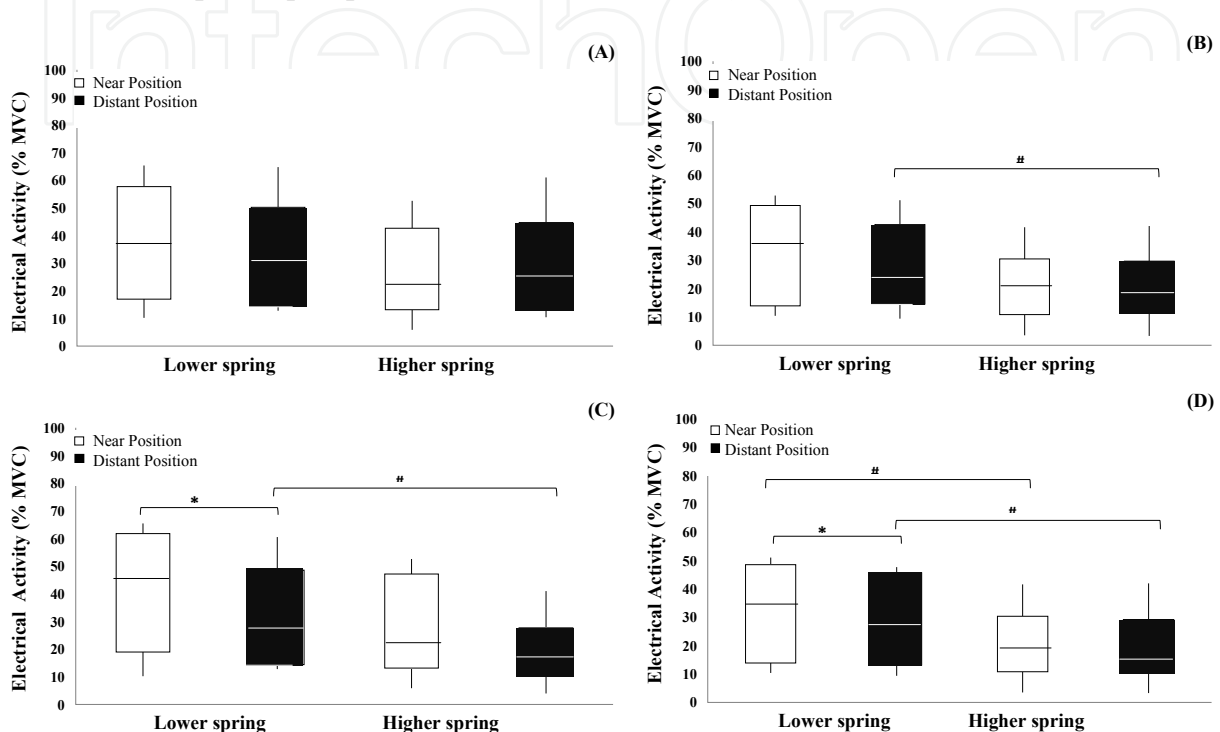 IntechOpen
(A)
Near Position
Distant Position
Electrical Activity (% MVC)
100
90
80
70
60
50
40
30
20
10
0
Lower spring
Higher spring
(B)
Near Position
Distant Position
Electrical Activity (% MVC)
100
90
80
70
60
50
40
30
20
10
0
#
Lower spring
Higher spring
(C)
Near Position
Distant Position
Electrical Activity (% MVC)
100
90
80
70
60
50
40
30
20
10
0
*
#
Lower spring
Higher spring
(D)
Near Position
Distant Position
Electrical Activity (% MVC)
100
90
80
70
60
50
40
30
20
10
0
#
*
#
Lower spring
Higher spring